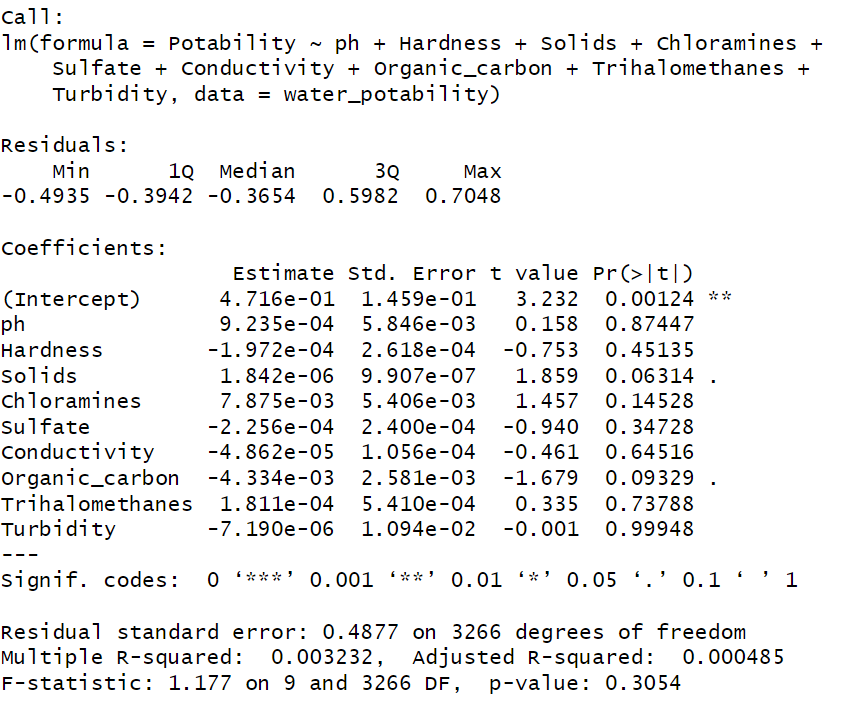 Call:
lm(formula = Potability ~ ph + Hardness + Solids + Chloramines +
    Sulfate + Conductivity + Organic_carbon + Trihalomethanes +
    Turbidity, data = water_potability)

Residuals:
    Min      1Q  Median      3Q     Max
-0.4935 -0.3942 -0.3654  0.5982  0.7048

Coefficients:
                  Estimate Std. Error t value Pr(>|t|)
(Intercept)      4.716e-01  1.459e-01   3.232  0.00124 **
ph               9.235e-04  5.846e-03   0.158  0.87447
Hardness        -1.972e-04  2.618e-04  -0.753  0.45135
Solids           1.842e-06  9.907e-07   1.859  0.06314 .
Chloramines      7.875e-03  5.406e-03   1.457  0.14528
Sulfate         -2.256e-04  2.400e-04  -0.940  0.34728
Conductivity    -4.862e-05  1.056e-04  -0.461  0.64516
Organic_carbon  -4.334e-03  2.581e-03  -1.679  0.09329 .
Trihalomethanes  1.811e-04  5.410e-04   0.335  0.73788
Turbidity       -7.190e-06  1.094e-02  -0.001  0.99948
---
Signif. codes:  0 ‘***’ 0.001 ‘**’ 0.01 ‘*’ 0.05 ‘.’ 0.1 ‘ ’ 1

Residual standard error: 0.4877 on 3266 degrees of freedom
Multiple R-squared:  0.003232,  Adjusted R-squared:  0.000485
F-statistic: 1.177 on 9 and 3266 DF,  p-value: 0.3054